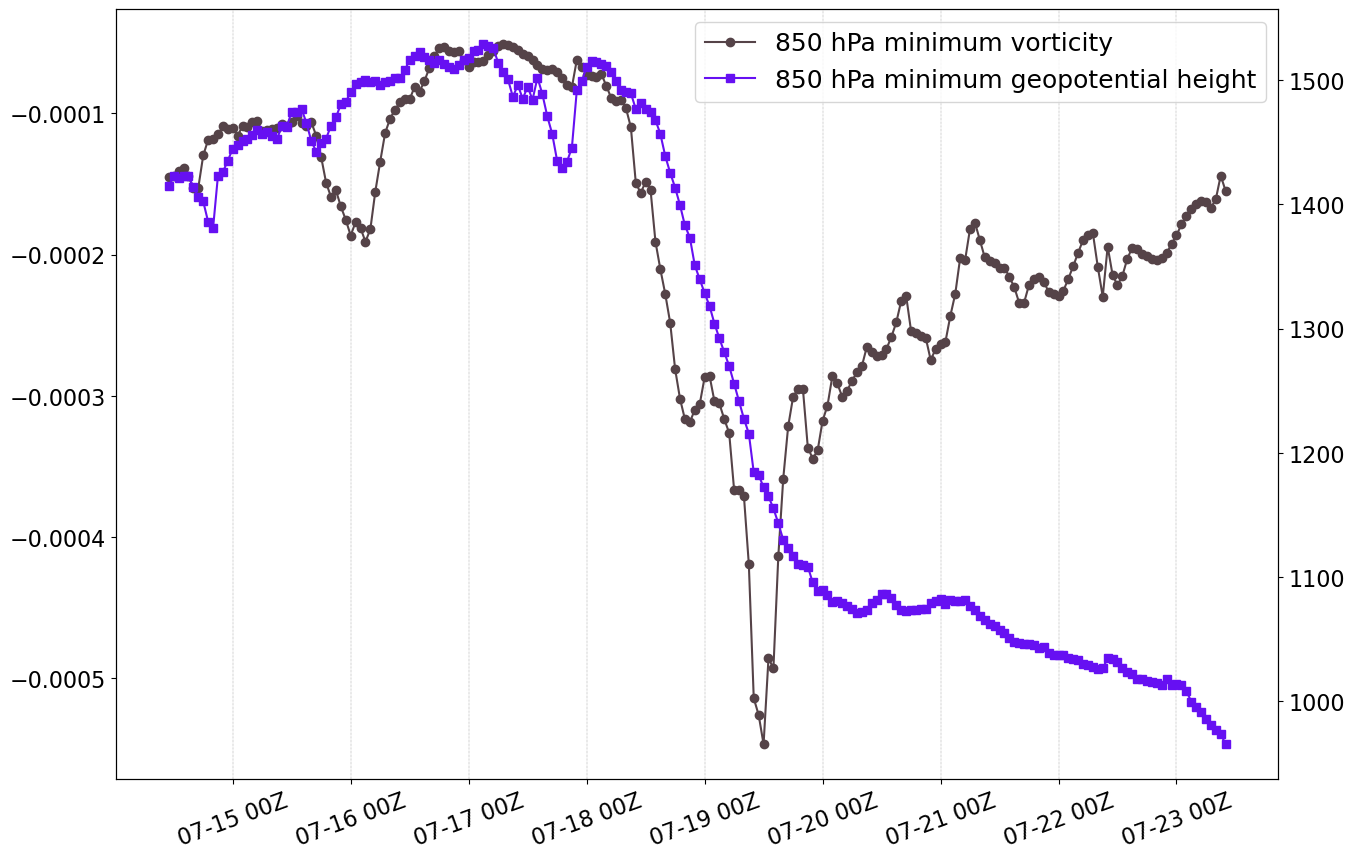 850 hPa minimum vorticity
850 hPa minimum geopotential height
−0.0001
−0.0002
−0.0003
−0.0004
−0.0005
1500
1400
1300
1200
1100
1000
07-15 00Z
07-16 00Z
07-17 00Z
07-18 00Z
07-19 00Z
07-20 00Z
07-21 00Z
07-22 00Z
07-23 00Z